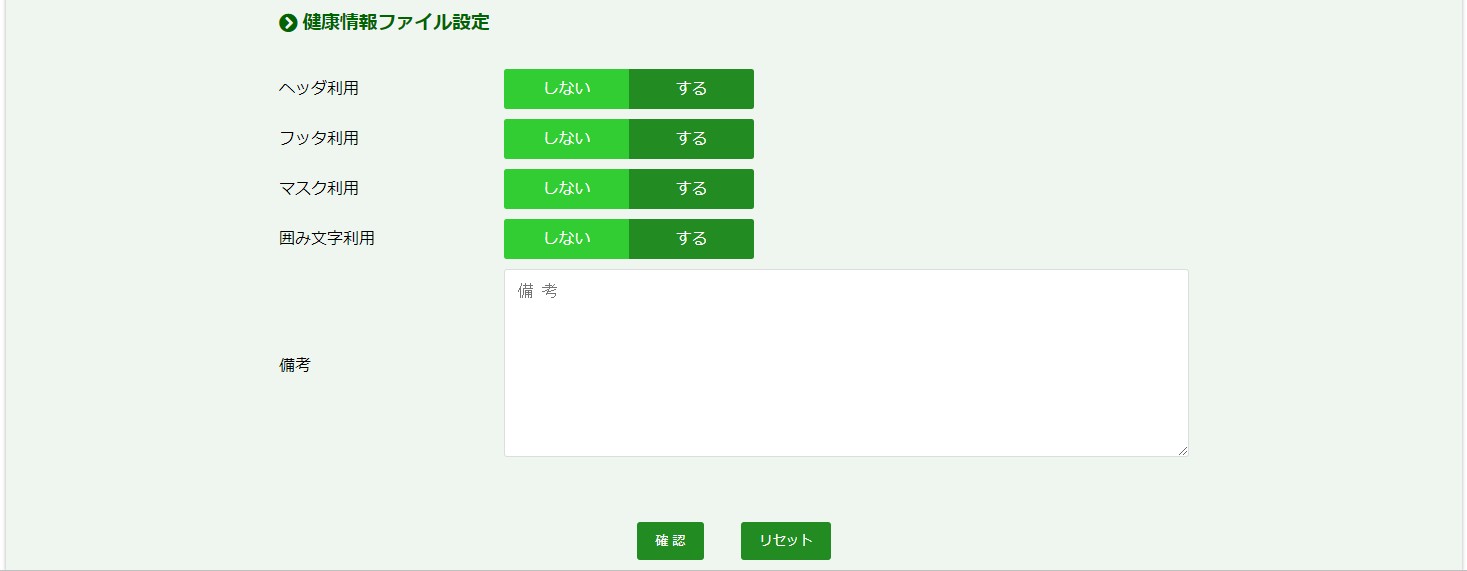 健康情報ファイル設定
ヘッダ利用 しない する
フッタ利用 しない する
マスク利用 しない する
囲み文字利用 しない する
備 考
備考
確 認 リセット